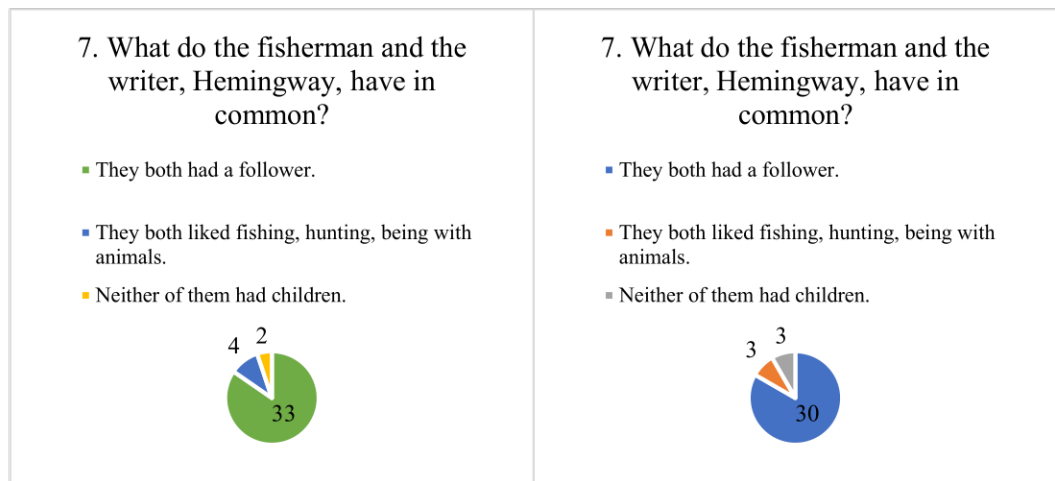 7. What do the fisherman and the
writer, Hemingway, have in
common?
They both had a follower.
They both liked fishing, hunting, being with
animals.
Neither of them had children.
4
2
33
7. What do the fisherman and the
writer, Hemingway, have in
common?
They both had a follower.
They both liked fishing, hunting, being with
animals.
Neither of them had children.
3
3
30